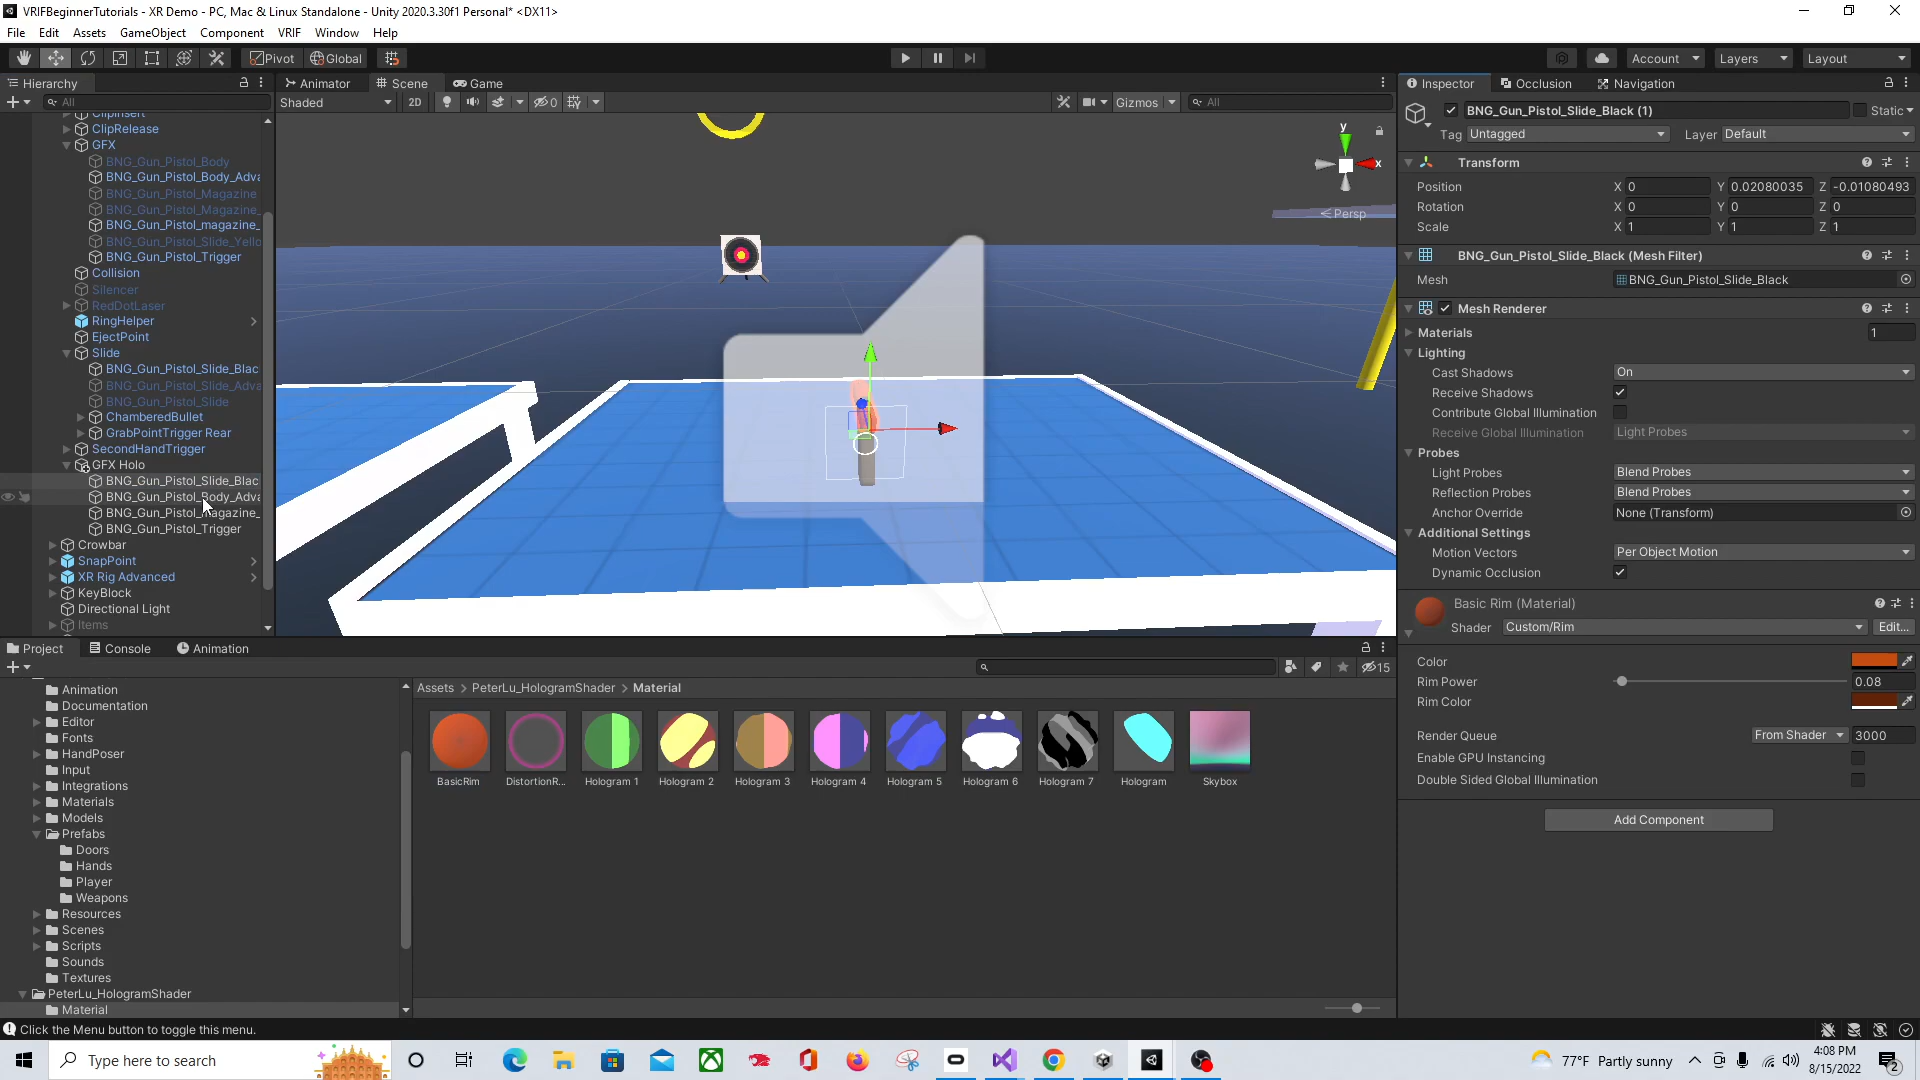 VRIFBeginnerTutorials - XR Demo - PC, Mac & Linux Standalone - Unity 2020.3.30f1 Personal* <DX11>
File Edit Assets GameObject Component VRIF Window Help
Pivot Global Account Layers Layout
Hierarchy
All
ClipInsert
ClipRelease
GFX
BNG_Gun_Pistol_Body
BNG_Gun_Pistol_Body_Adva
BNG_Gun_Pistol_Magazine
BNG_Gun_Pistol_Magazine_
BNG_Gun_Pistol_magazine_
BNG_Gun_Pistol_Slide_Yello
BNG_Gun_Pistol_Trigger
Collision
Silencer
RedDotLaser
RingHelper
EjectPoint
Slide
BNG_Gun_Pistol_Slide_Blac
BNG_Gun_Pistol_Slide_Adva
BNG_Gun_Pistol_Slide
ChamberedBullet
GrabPointTrigger Rear
SecondHandTrigger
GFX Holo
BNG_Gun_Pistol_Slide_Blac
BNG_Gun_Pistol_Body_Adva
BNG_Gun_Pistol_magazine_
BNG_Gun_Pistol_Trigger
Crowbar
SnapPoint
XR Rig Advanced
KeyBlock
Directional Light
Items
Animator Scene Game
Shaded 2D 0 Gizmos All
y
x
Persp
Inspector Occlusion Navigation
BNG_Gun_Pistol_Slide_Black (1) Static
Tag Untagged Layer Default
Transform
Position X 0 Y 0.02080035 Z -0.01080493
Rotation X 0 Y 0 Z 0
Scale X 1 Y 1 Z 1
BNG_Gun_Pistol_Slide_Black (Mesh Filter)
Mesh BNG_Gun_Pistol_Slide_Black
Mesh Renderer
Materials 1
Lighting
Cast Shadows On
Receive Shadows
Contribute Global Illumination
Receive Global Illumination Light Probes
Probes
Light Probes Blend Probes
Reflection Probes Blend Probes
Anchor Override None (Transform)
Additional Settings
Motion Vectors Per Object Motion
Dynamic Occlusion
Basic Rim (Material)
Shader Custom/Rim Edit...
Color
Rim Power 0.08
Rim Color
Render Queue From Shader 3000
Enable GPU Instancing
Double Sided Global Illumination
Add Component
Project Console Animation
15
Animation
Documentation
Editor
Fonts
HandPoser
Input
Integrations
Materials
Models
Prefabs
Doors
Hands
Player
Weapons
Resources
Scenes
Scripts
Sounds
Textures
PeterLu_HologramShader
Material
Assets > PeterLu_HologramShader > Material
BasicRim DistortionR... Hologram 1 Hologram 2 Hologram 3 Hologram 4 Hologram 5 Hologram 6 Hologram 7 Hologram Skybox
Click the Menu button to toggle this menu.
Type here to search
77°F Partly sunny
4:08 PM
8/15/2022
2